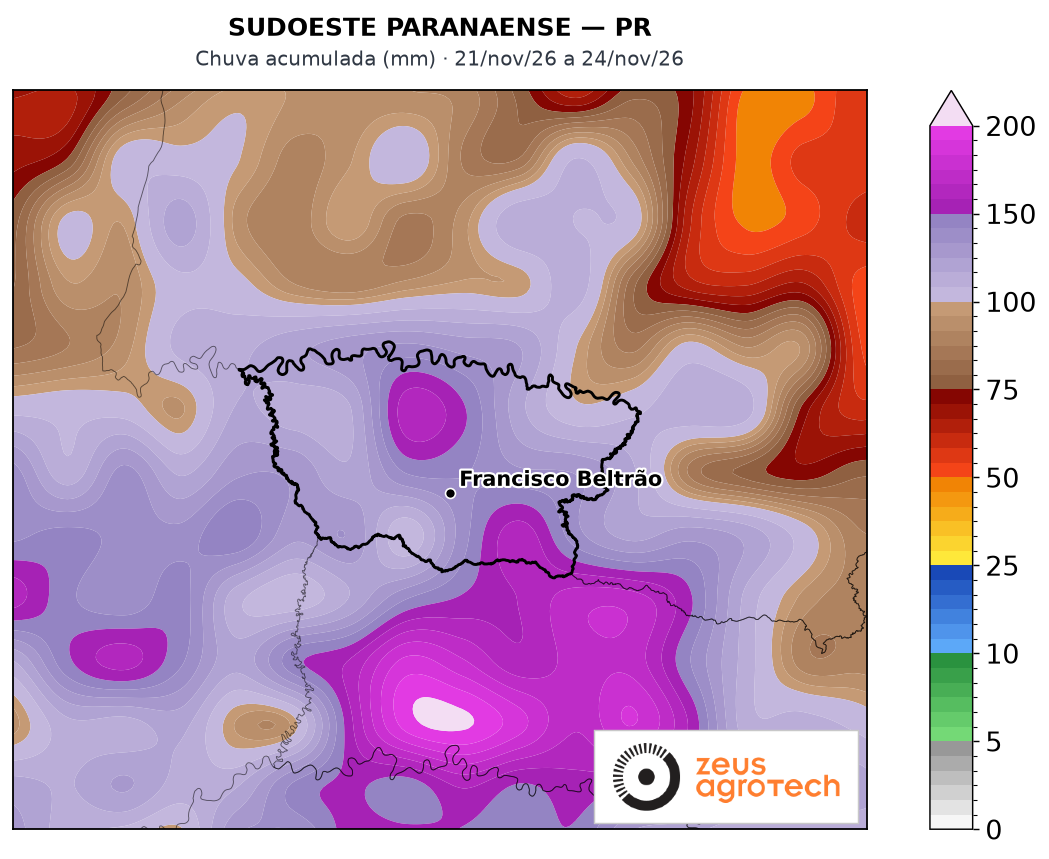 SUDOESTE PARANAENSE — PR
Chuva acumulada (mm) · 21/nov/26 a 24/nov/26
Francisco Beltrão
200
150
100
75
50
25
10
5
0
zeus
agrotech